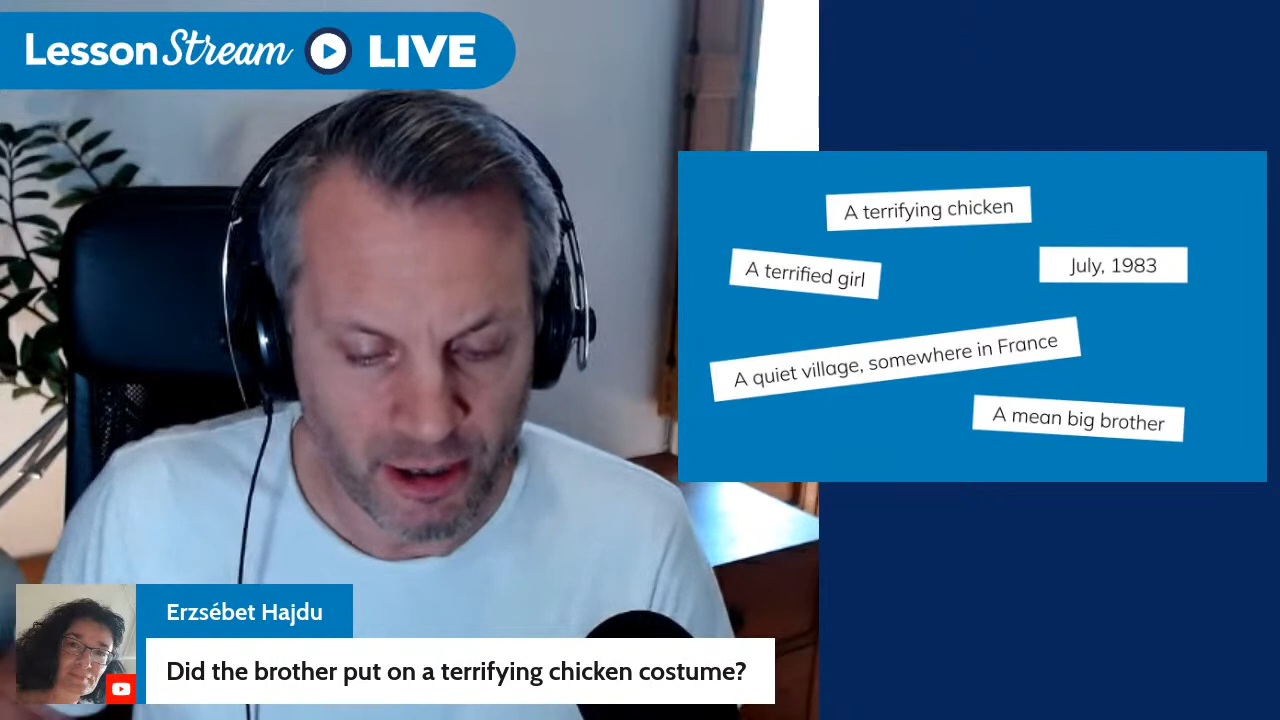 LessonStream LIVE
A terrifying chicken
A terrified girl
July, 1983
A quiet village, somewhere in France
A mean big brother
Erzsébet Hajdu
Did the brother put on a terrifying chicken costume?